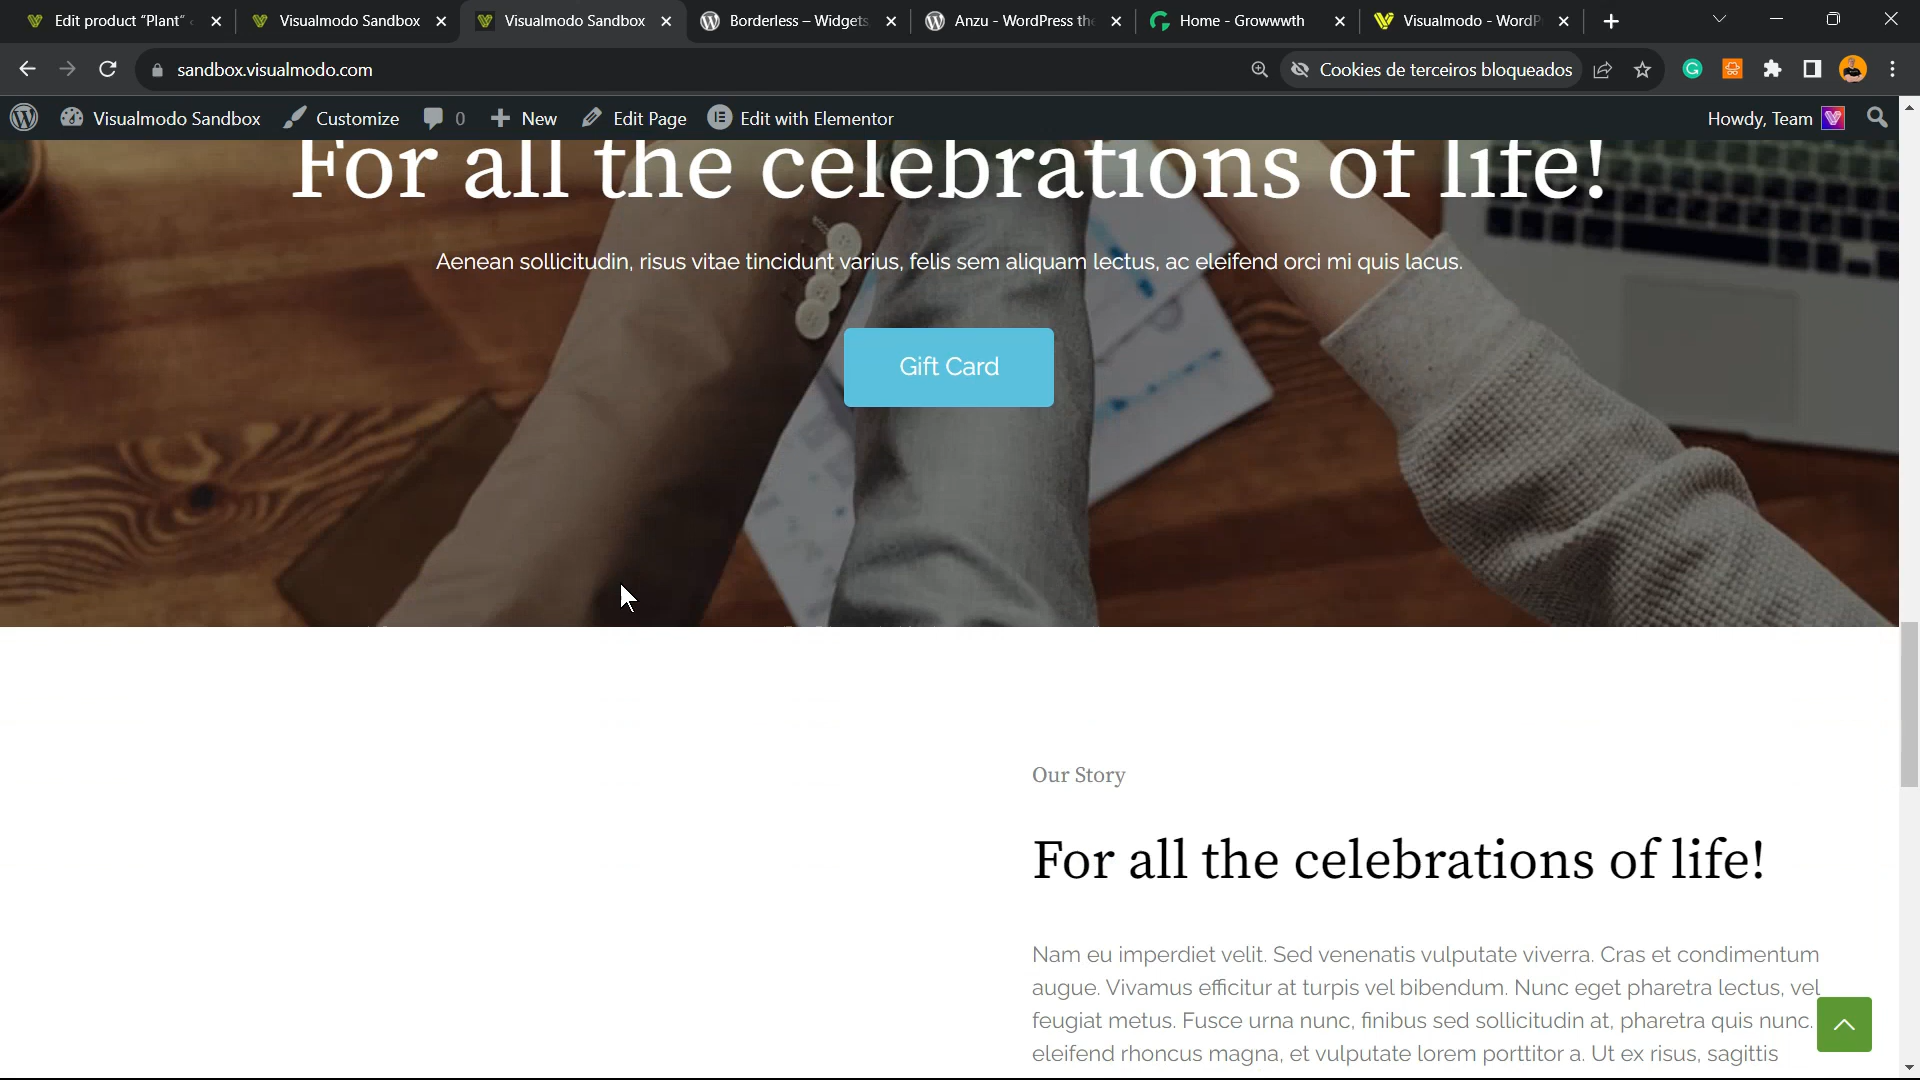 Edit product “Plant”
Visualmodo Sandbox
Visualmodo Sandbox
Borderless – Widgets,
Anzu - WordPress th
Home - Growwwth
Visualmodo - WordP
sandbox.visualmodo.com
Cookies de terceiros bloqueados
Visualmodo Sandbox
Customize
0
New
Edit Page
Edit with Elementor
Howdy, Team
For all the celebrations of life!
Aenean sollicitudin, risus vitae tincidunt varius, felis sem aliquam lectus, ac eleifend orci mi quis lacus.
Gift Card
Our Story
For all the celebrations of life!
Nam eu imperdiet velit. Sed venenatis vulputate viverra. Cras et condimentum
augue. Vivamus efficitur at turpis vel bibendum. Nunc eget pharetra lectus, vel
feugiat metus. Fusce urna nunc, finibus sed sollicitudin at, pharetra quis nunc.
eleifend rhoncus magna, et vulputate lorem porttitor a. Ut ex risus, sagittis